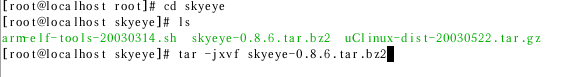 [root@localhost root]# cd skyeye
[root@localhost skyeye]# ls
arm-elf-tools-20030314.sh skyeye-0.8.6.tar.bz2 uClinux-dist-20030522.tar.gz
[root@localhost skyeye]# tar -jxvf skyeye-0.8.6.tar.bz2